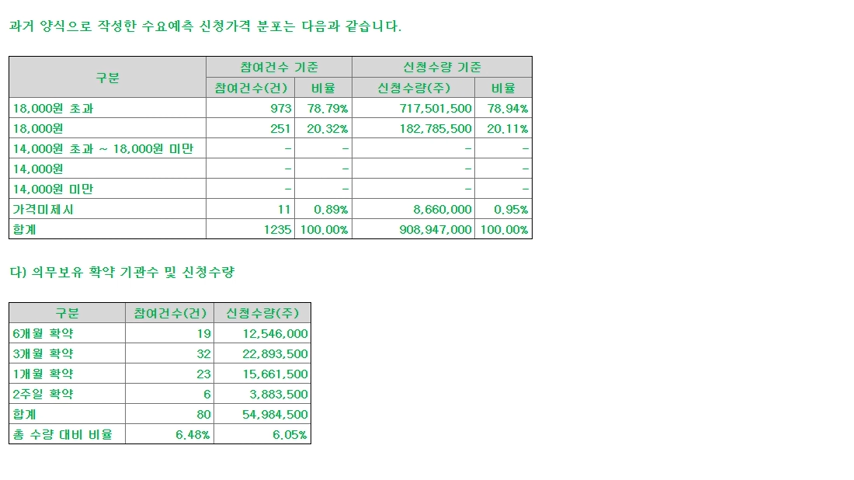 과거 양식으로 작성한 수요예측 신청가격 분포는 다음과 같습니다.
구분 참여건수 기준 신청수량 기준
참여건수(건) 비율 신청수량(주) 비율
18,000원 초과 973 78.79% 717,501,500 78.94%
18,000원 251 20.32% 182,785,500 20.11%
14,000원 초과 ~ 18,000원 미만 - - - -
14,000원 - - - -
14,000원 미만 - - - -
가격미제시 11 0.89% 8,660,000 0.95%
합계 1235 100.00% 908,947,000 100.00%
다) 의무보유 확약 기관수 및 신청수량
구분 참여건수(건) 신청수량(주)
6개월 확약 19 12,546,000
3개월 확약 32 22,893,500
1개월 확약 23 15,661,500
2주일 확약 6 3,883,500
합계 80 54,984,500
총 수량 대비 비율 6.48% 6.05%